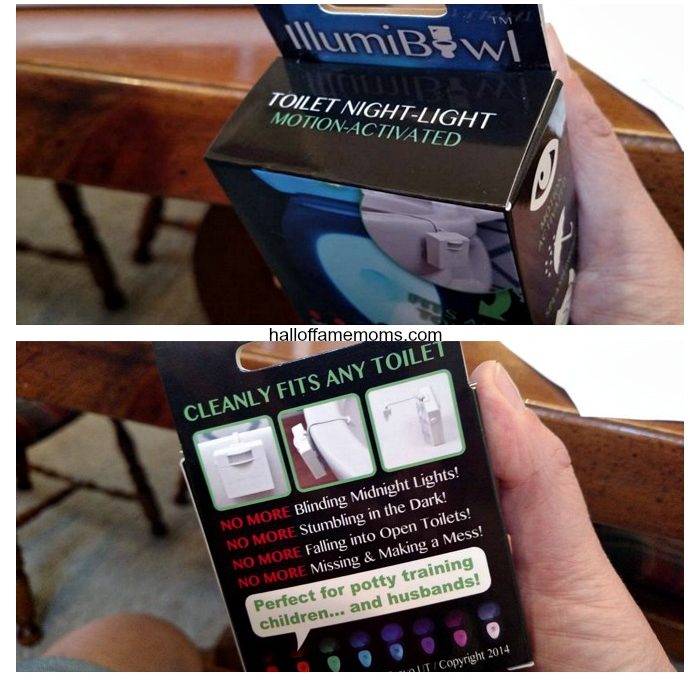 IllumiBowl TM
TOILET NIGHT-LIGHT
MOTION-ACTIVATED
halloffamemoms.com
CLEANLY FITS ANY TOILET
NO MORE Blinding Midnight Lights!
NO MORE Stumbling in the Dark!
NO MORE Falling into Open Toilets!
NO MORE Missing & Making a Mess!
Perfect for potty training
children... and husbands!
UT / Copyright 2014